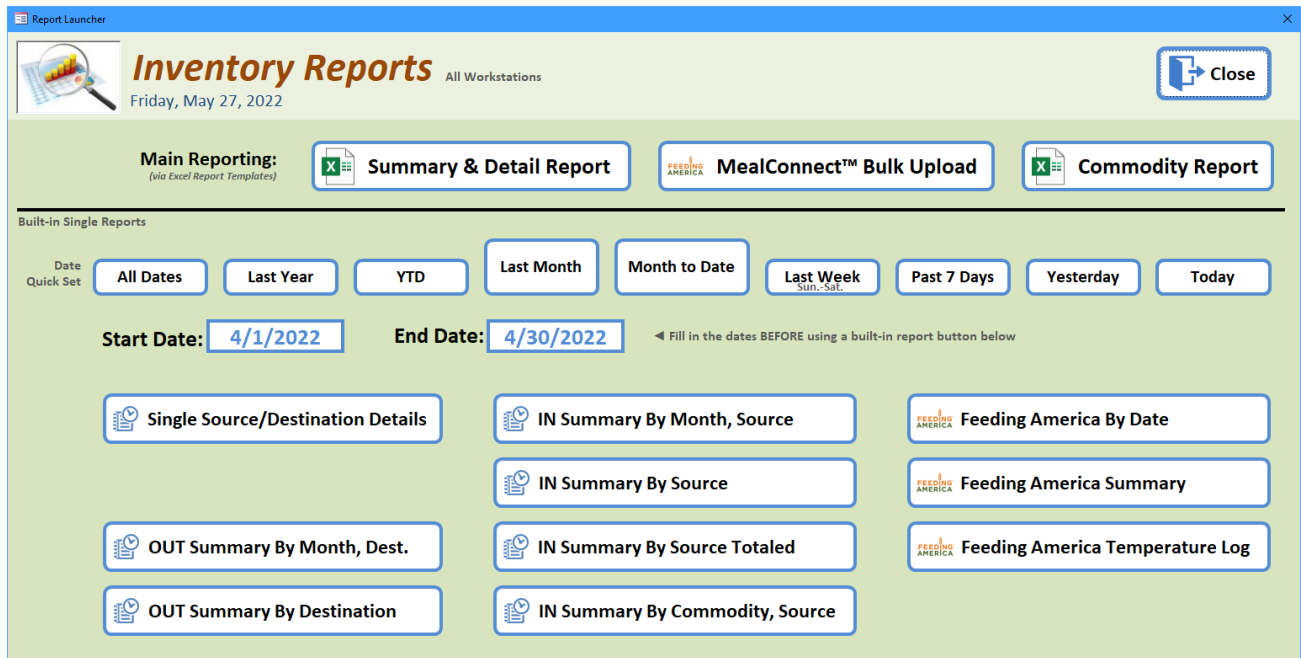 Report Launcher
Inventory Reports All Workstations
Friday, May 27, 2022
Close
Main Reporting:
(via Excel Report Templates)
Summary & Detail Report
FEEDING
AMERICA
MealConnect™ Bulk Upload
Commodity Report
Built-in Single Reports
Date
Quick Set
All Dates
Last Year
YTD
Last Month
Month to Date
Last Week
Sun.-Sat.
Past 7 Days
Yesterday
Today
Start Date: 4/1/2022
End Date: 4/30/2022
◄ Fill in the dates BEFORE using a built-in report button below
Single Source/Destination Details
IN Summary By Month, Source
FEEDING
AMERICA
Feeding America By Date
IN Summary By Source
FEEDING
AMERICA
Feeding America Summary
OUT Summary By Month, Dest.
IN Summary By Source Totaled
FEEDING
AMERICA
Feeding America Temperature Log
OUT Summary By Destination
IN Summary By Commodity, Source